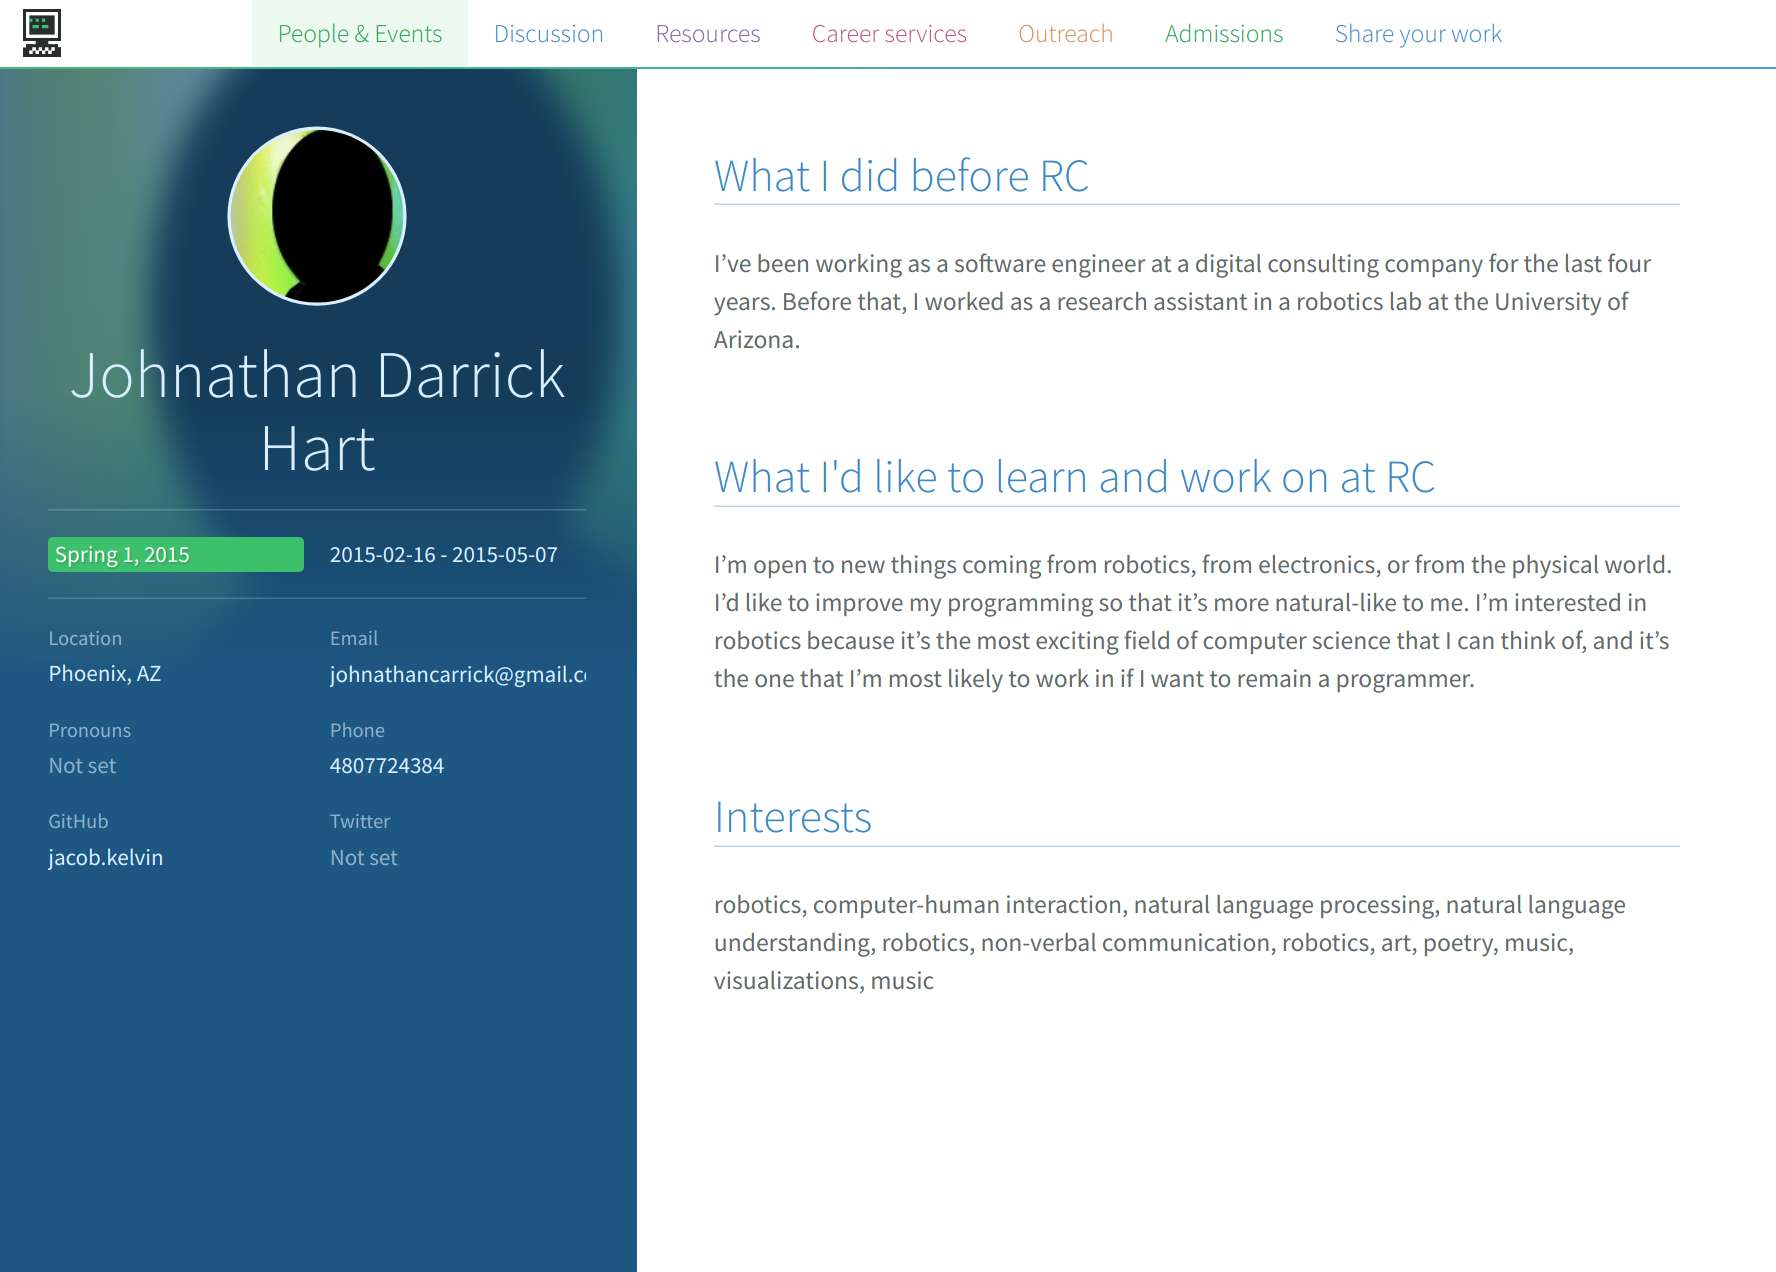 People & Events
Discussion
Resources
Career services
Outreach
Admissions
Share your work
Johnathan Darrick
Hart
Spring 1, 2015
2015-02-16 - 2015-05-07
Location
Phoenix, AZ
Email
johnathancarrick@gmail.c
Pronouns
Not set
Phone
4807724384
GitHub
jacob.kelvin
Twitter
Not set
What I did before RC
I’ve been working as a software engineer at a digital consulting company for the last four
years. Before that, I worked as a research assistant in a robotics lab at the University of
Arizona.
What I'd like to learn and work on at RC
I’m open to new things coming from robotics, from electronics, or from the physical world.
I’d like to improve my programming so that it’s more natural-like to me. I’m interested in
robotics because it’s the most exciting field of computer science that I can think of, and it’s
the one that I’m most likely to work in if I want to remain a programmer.
Interests
robotics, computer-human interaction, natural language processing, natural language
understanding, robotics, non-verbal communication, robotics, art, poetry, music,
visualizations, music